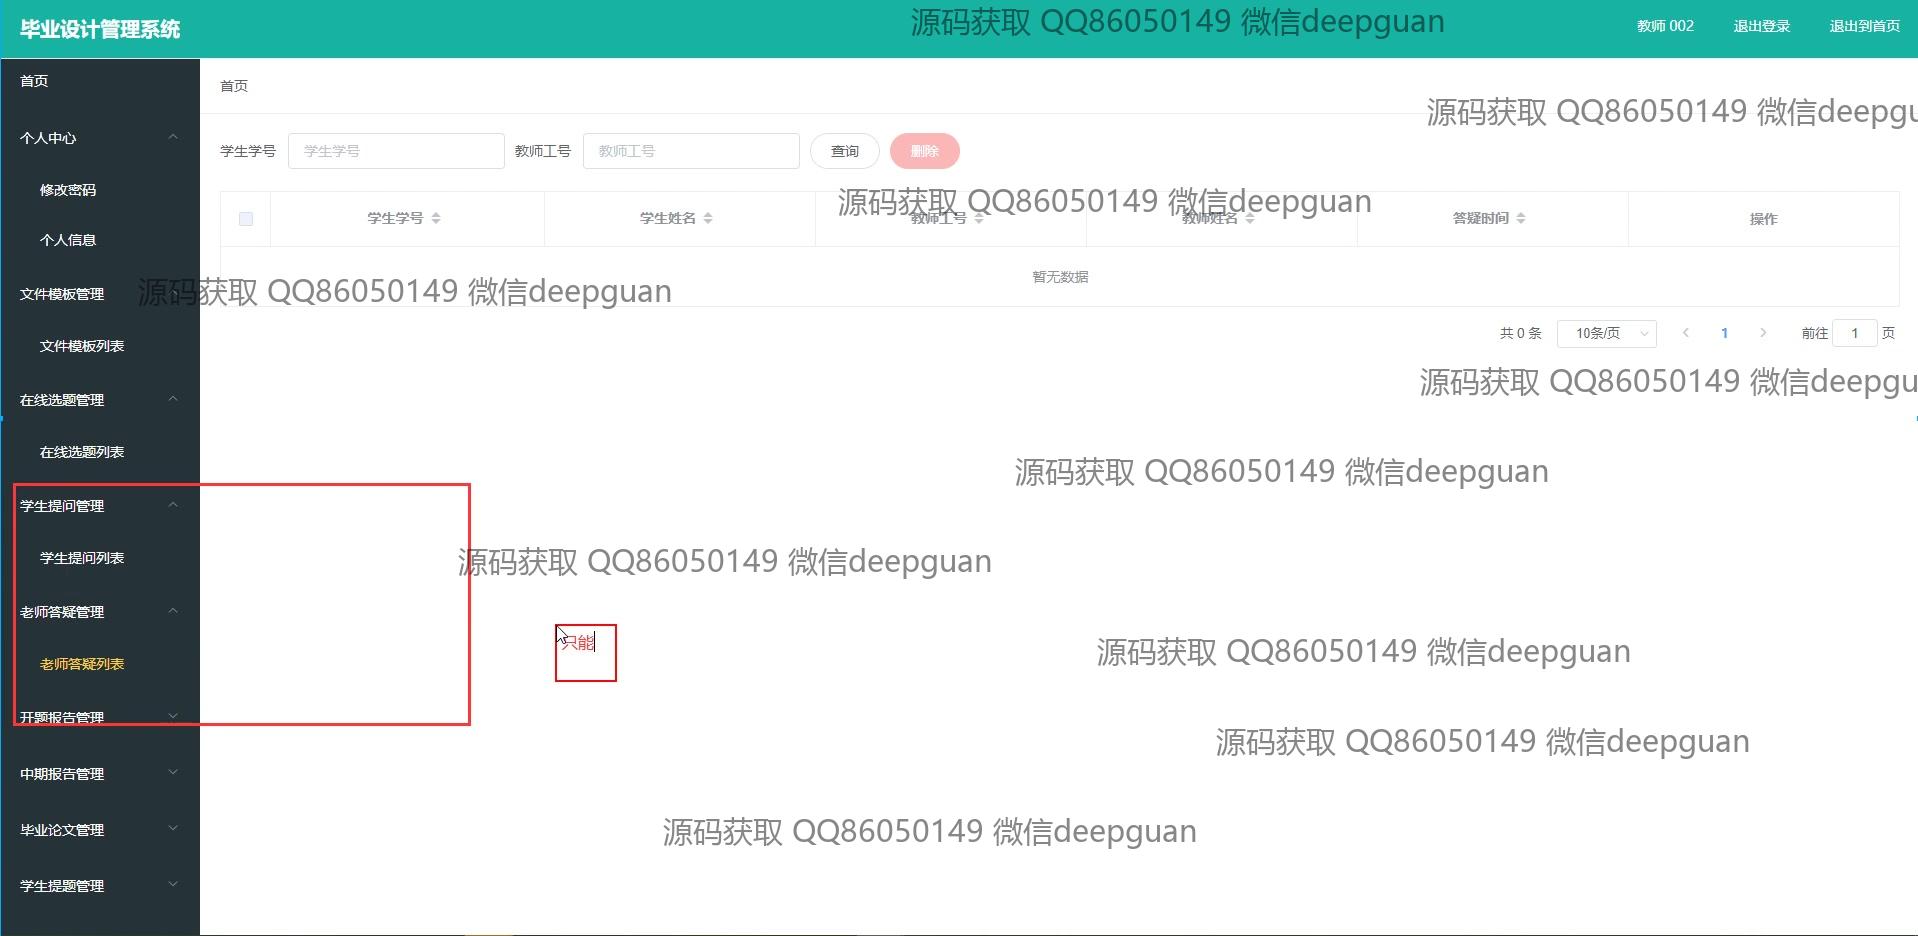 毕业设计管理系统
源码获取 QQ86050149 微信deepguan
教师 002 退出登录 退出到首页
首页
首页
源码获取 QQ86050149 微信deepgu
个人中心
学生学号 学生学号 教师工号 教师工号 查询 删除
修改密码
源码获取 QQ86050149 微信deepguan
学生学号 学生姓名 教师工号 教师姓名 答疑时间 操作
个人信息
暂无数据
文件模板管理
源码获取 QQ86050149 微信deepguan
共 0 条 10条/页 1 前往 1 页
文件模板列表
源码获取 QQ86050149 微信deepgu
在线选题管理
在线选题列表
源码获取 QQ86050149 微信deepguan
学生提问管理
学生提问列表
源码获取 QQ86050149 微信deepguan
老师答疑管理
只能
源码获取 QQ86050149 微信deepguan
老师答疑列表
开题报告管理
源码获取 QQ86050149 微信deepguan
中期报告管理
毕业论文管理
源码获取 QQ86050149 微信deepguan
学生提题管理